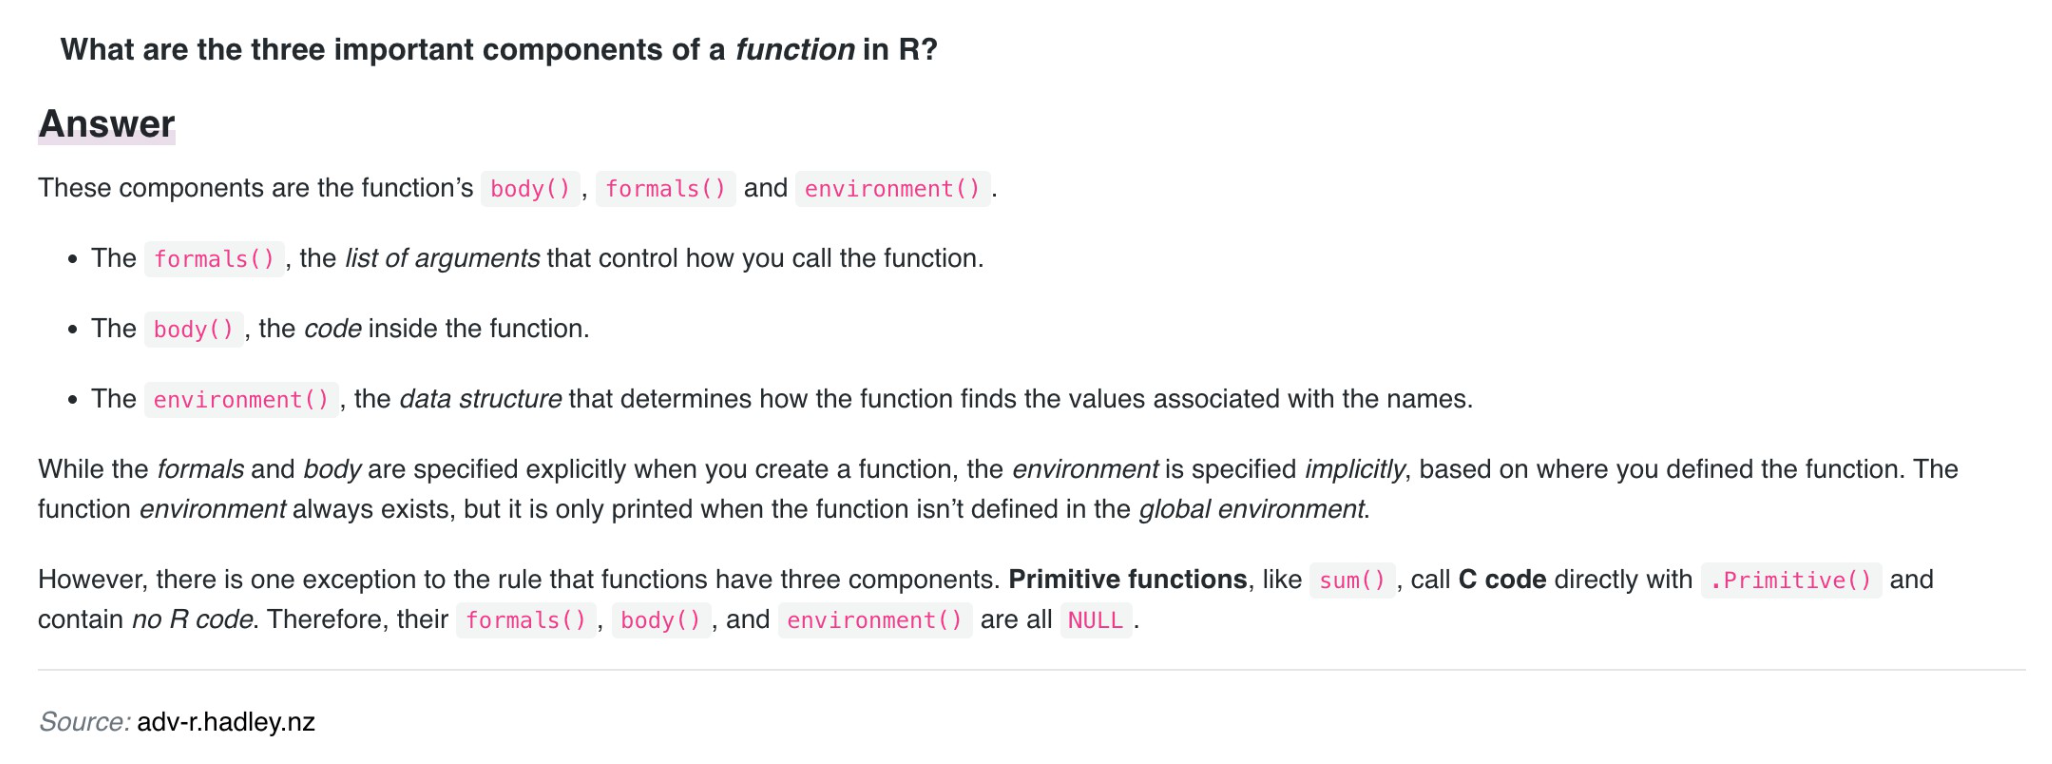 What are the three important components of a function in R?
Answer
These components are the function’s body(), formals() and environment().
• The formals(), the list of arguments that control how you call the function.
• The body(), the code inside the function.
• The environment(), the data structure that determines how the function finds the values associated with the names.
While the formals and body are specified explicitly when you create a function, the environment is specified implicitly, based on where you defined the function. The
function environment always exists, but it is only printed when the function isn’t defined in the global environment.
However, there is one exception to the rule that functions have three components. Primitive functions, like sum(), call C code directly with .Primitive() and
contain no R code. Therefore, their formals(), body(), and environment() are all NULL.
Source: adv-r.hadley.nz